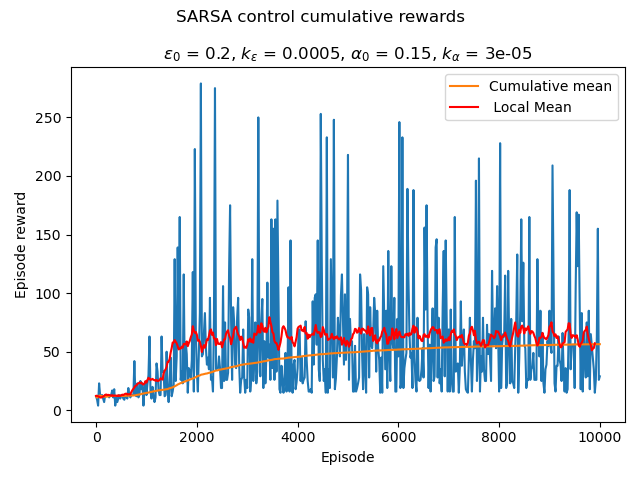 SARSA control cumulative rewards
ε₀ = 0.2, kε = 0.0005, α₀ = 0.15, kα = 3e-05
Cumulative mean
Local Mean
Episode reward
250
200
150
100
50
0
0
2000
4000
6000
8000
10000
Episode